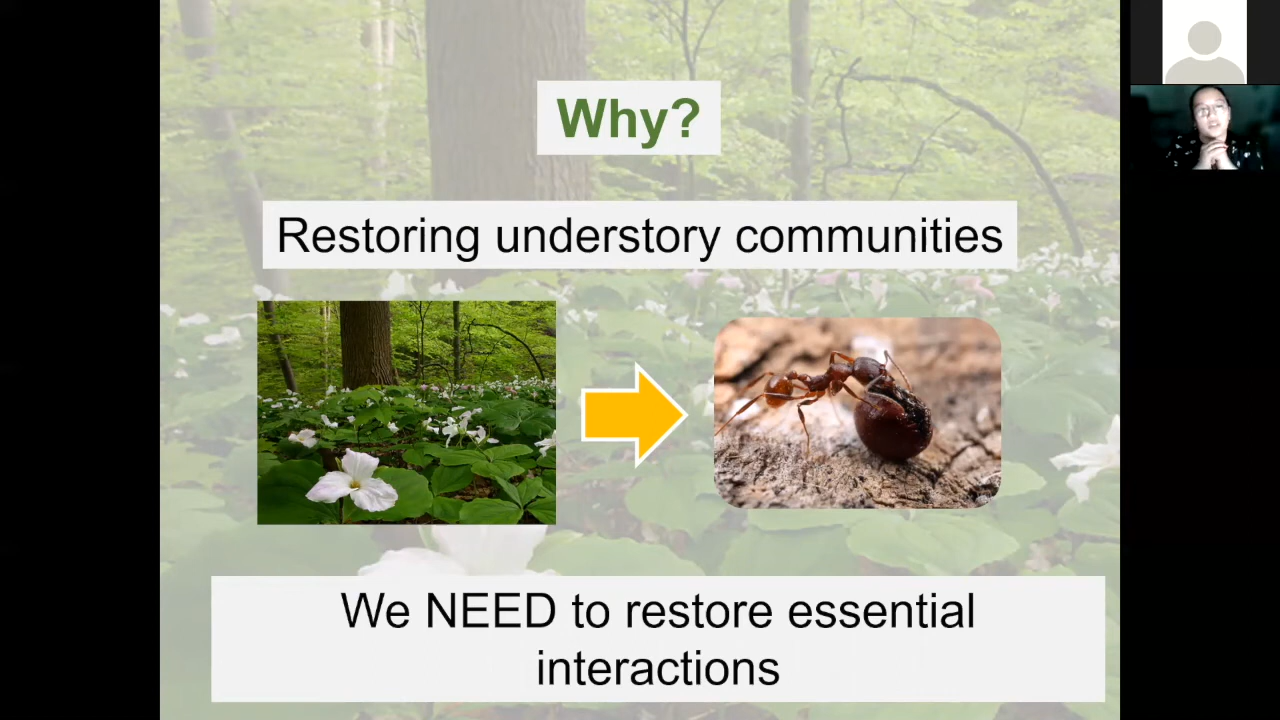 Why?
Restoring understory communities
We NEED to restore essential
interactions